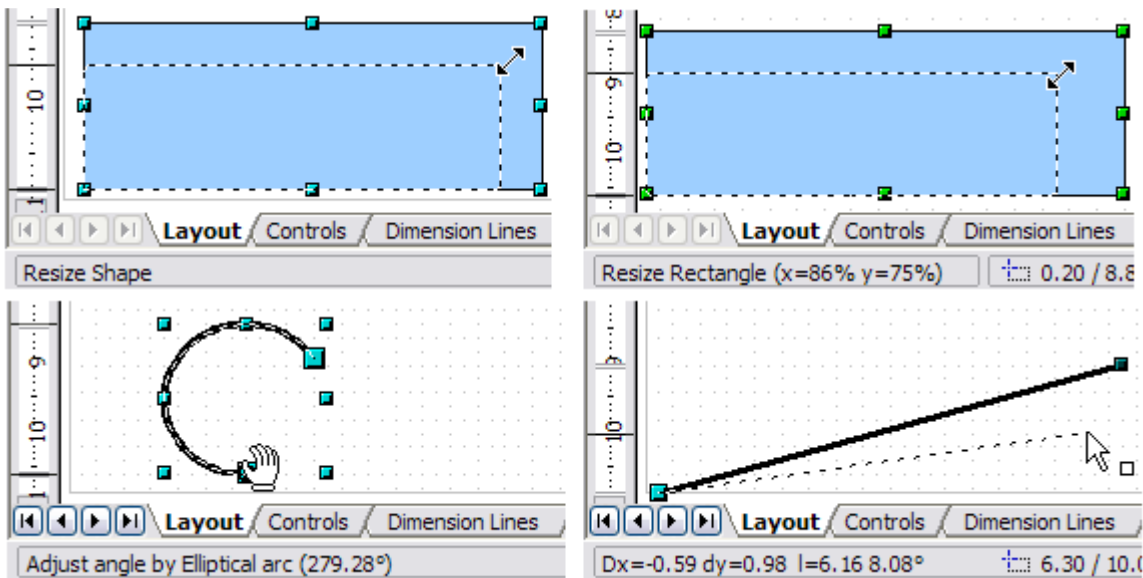 10
Layout Controls Dimension Lines
Resize Shape
9
10
Layout Controls Dimension Lines
Resize Rectangle (x=86% y=75%) 0.20 / 8.8
9
10
Layout Controls Dimension Lines
Adjust angle by Elliptical arc (279.28°)
10
Layout Controls Dimension Lines
Dx=-0.59 dy=0.98 l=6.16 8.08° 6.30 / 10.0